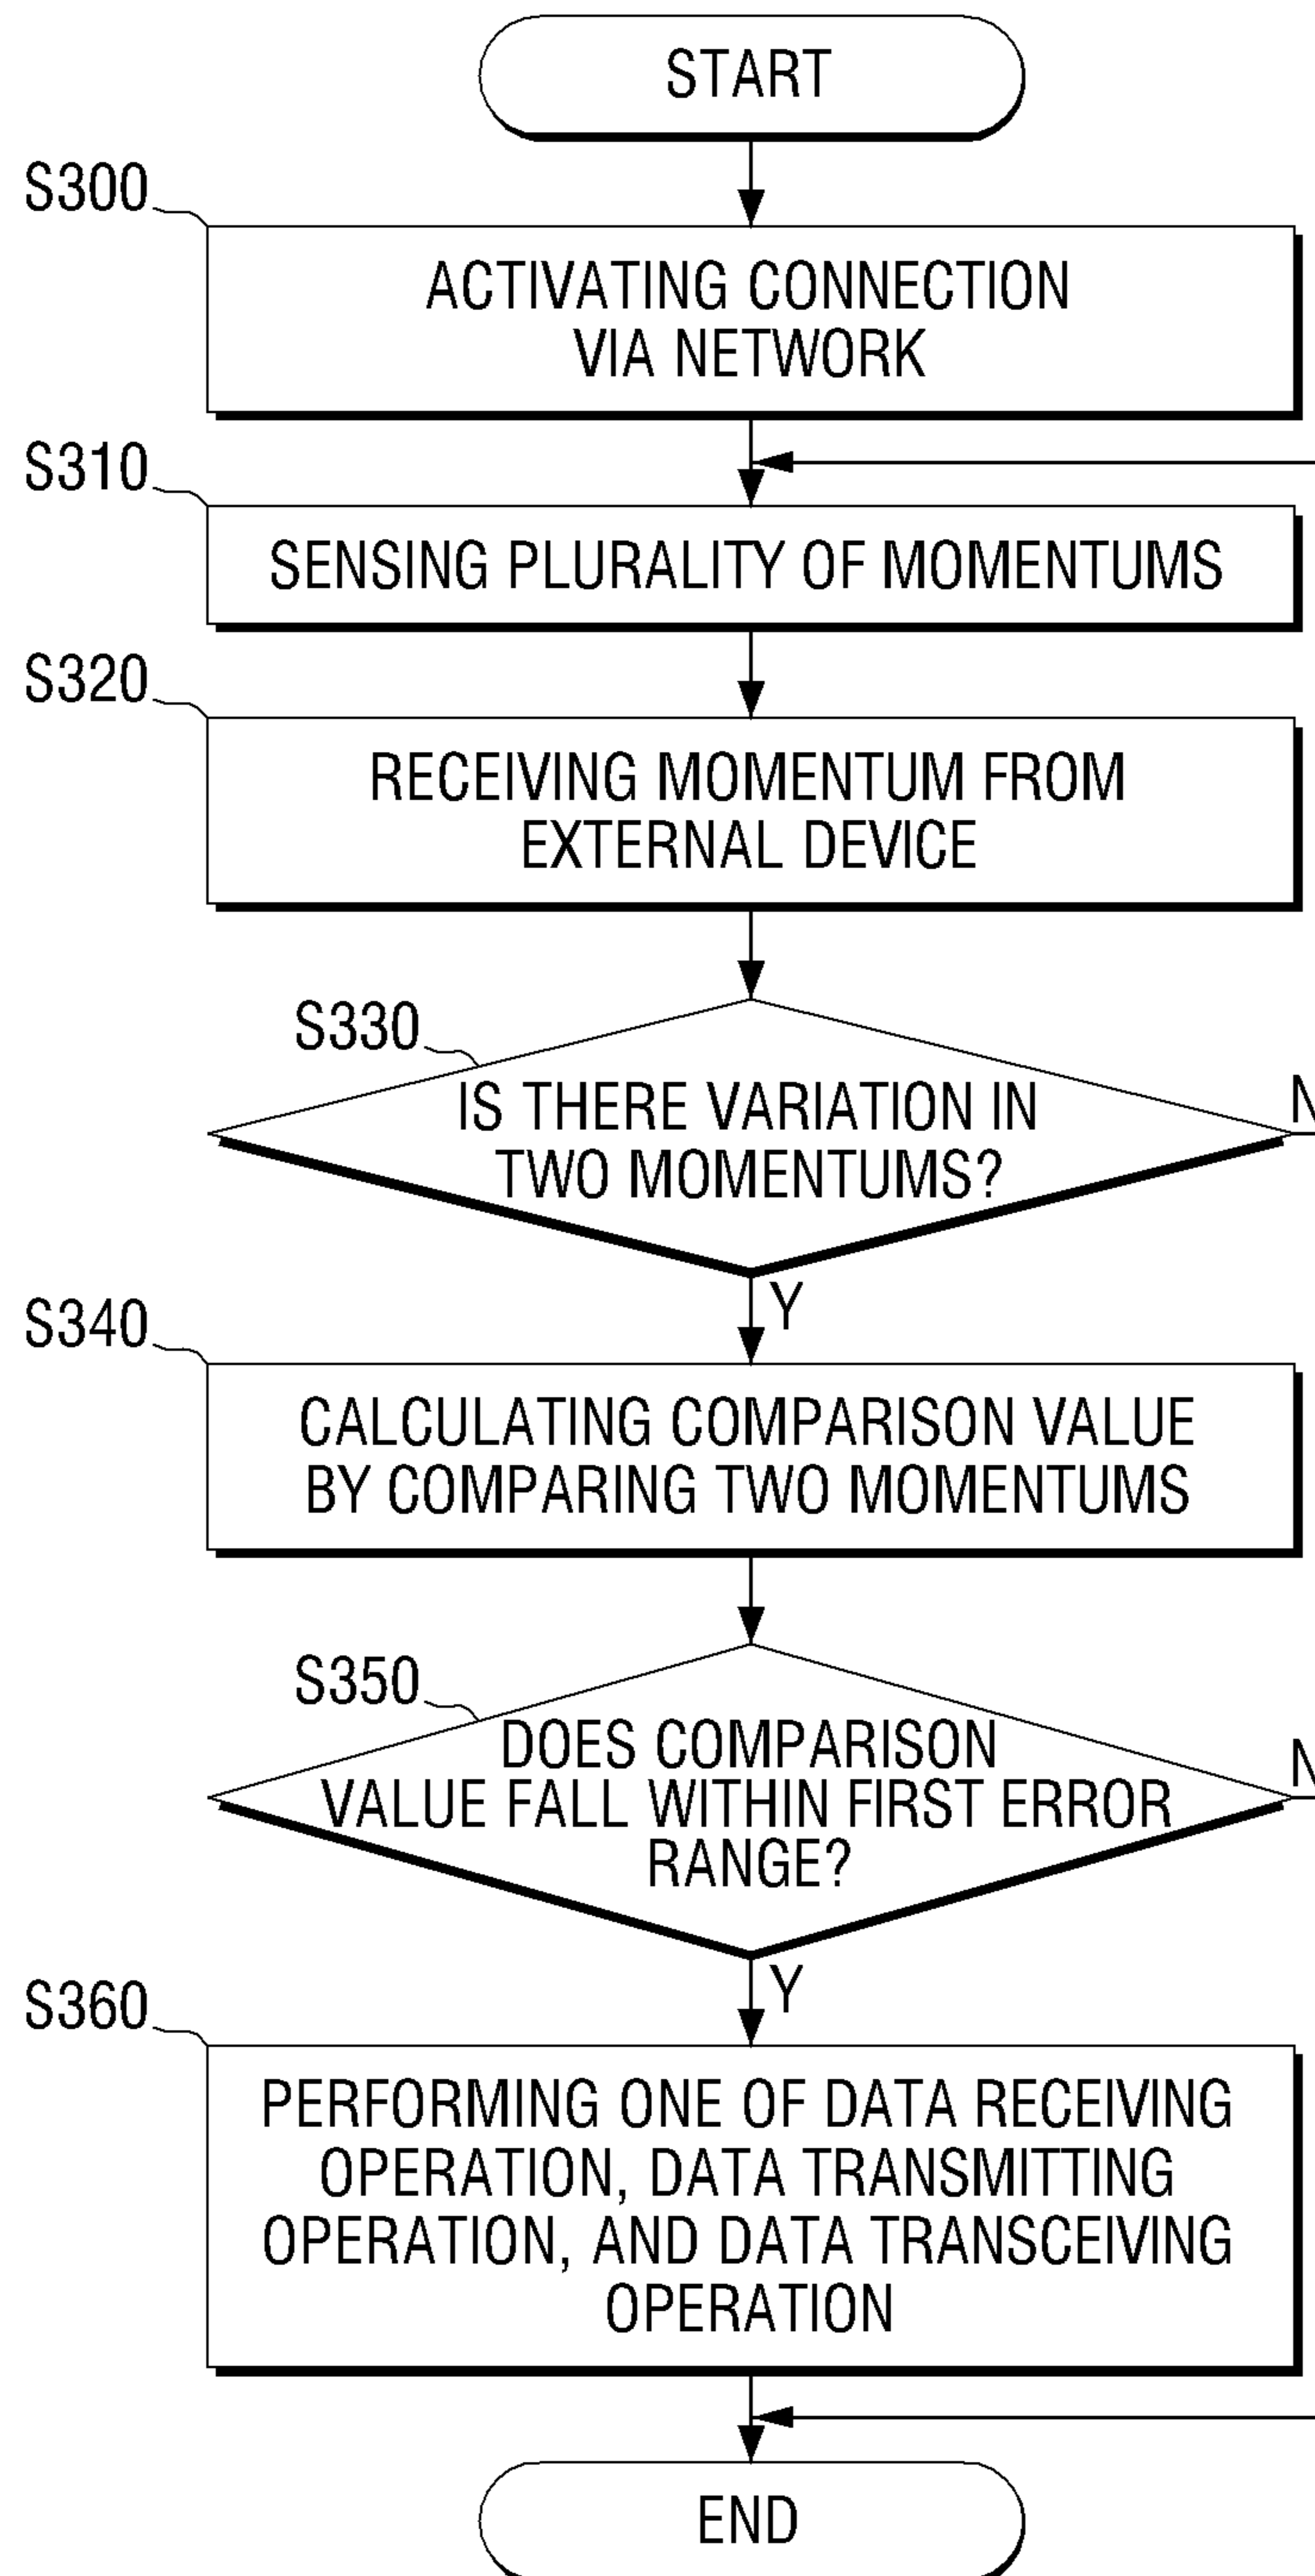 START
S300
ACTIVATING CONNECTION
VIA NETWORK
S310
SENSING PLURALITY OF MOMENTUMS
S320
RECEIVING MOMENTUM FROM
EXTERNAL DEVICE
S330
IS THERE VARIATION IN
TWO MOMENTUMS?
N
Y
S340
CALCULATING COMPARISON VALUE
BY COMPARING TWO MOMENTUMS
S350
DOES COMPARISON
VALUE FALL WITHIN FIRST ERROR
RANGE?
N
Y
S360
PERFORMING ONE OF DATA RECEIVING
OPERATION, DATA TRANSMITTING
OPERATION, AND DATA TRANSCEIVING
OPERATION
END